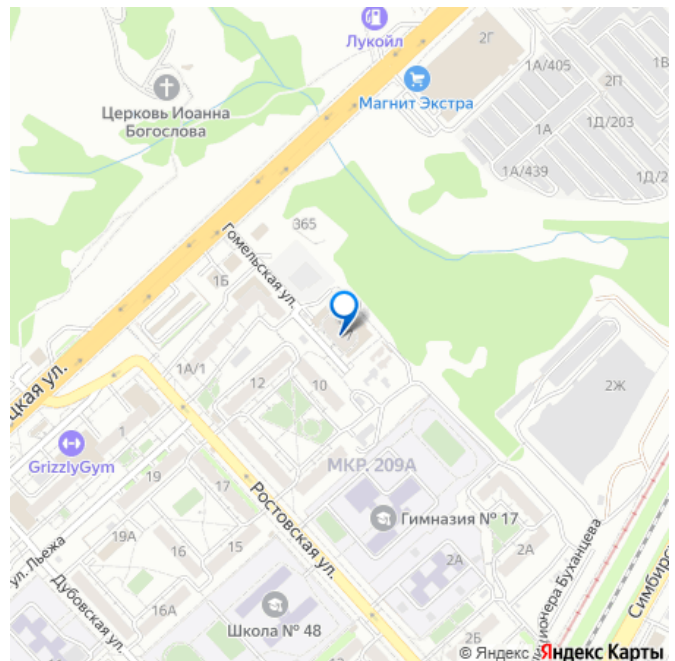 Лукойл
2Г
1А/405
2П
1В
Магнит Экстра
Церковь Иоанна
Богослова
1А
1Д/203
1А/439
1Д/2
365
Гомельская ул.
1Б
1А/1
12
10
2Ж
цкая ул.
1
GrizzlyGym
МКР. 209А
19
17
Ростовская ул.
Гимназия № 17
19А
16
15
ул. Льежа
2А
2А
Дубовская ул.
16А
Школа № 48
2Б
ционера Буханцева
Симбирс
© Яндекс Яндекс Карты